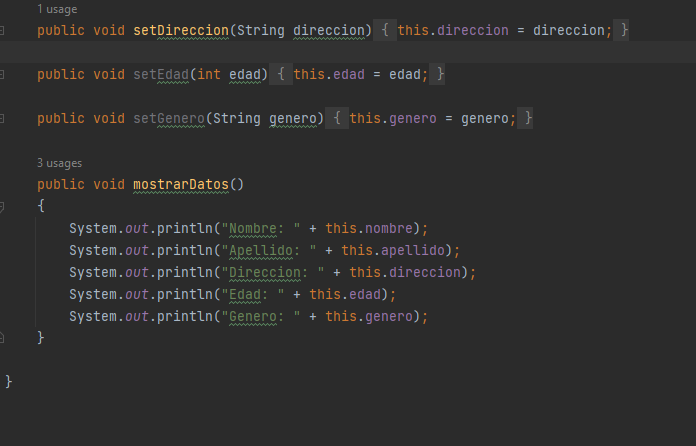 1 usage
public void setDireccion(String direccion) { this.direccion = direccion; }
public void setEdad(int edad) { this.edad = edad; }
public void setGenero(String genero) { this.genero = genero; }
3 usages
public void mostrarDatos()
{
System.out.println("Nombre: " + this.nombre);
System.out.println("Apellido: " + this.apellido);
System.out.println("Direccion: " + this.direccion);
System.out.println("Edad: " + this.edad);
System.out.println("Genero: " + this.genero);
}
}